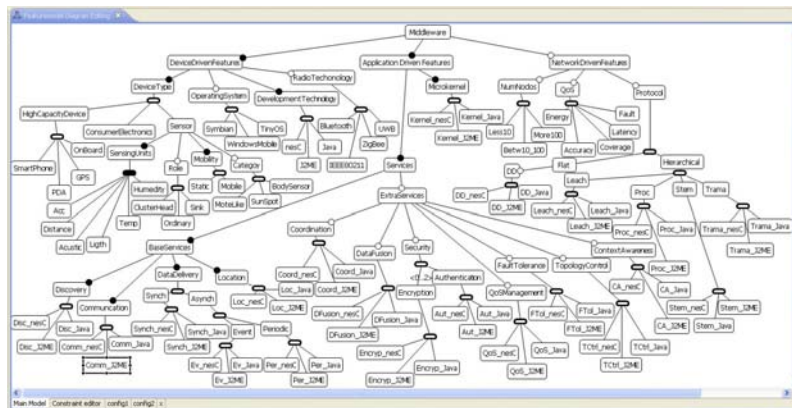 Middleware
DeviceDrivenFeatures
Application Driven Features
NetworkDrivenFeatures
DeviceType
RadioTechonology
OperatingSystem
DevelopmentTechnology
Microkernel
NumNodos
QoS
Protocol
HighCapacityDevice
ConsumerElectronics
Sensor
Symbian
TinyOS
WindowsMobile
nesC
Java
J2ME
Bluetooth
UWB
ZigBee
Kernel_nesC
Kernel_Java
Kernel_J2ME
Less10
More100
Betw10_100
Energy
Fault
Latency
Accuracy
Coverage
OnBoard
SensingUnits
Mobility
Category
SmartPhone
GPS
PDA
Acc
Distance
Acustic
Ligth
Temp
Humedity
ClusterHead
Ordinary
Sink
Static
Mobile
BodySensor
MoteLike
SunSpot
Services
ExtraServices
DD
Flat
Hierarchical
DD_nesC
DD_Java
DD_J2ME
Leach
Leach_nesC
Leach_Java
Leach_J2ME
Proc
Stem
Trama
Proc_nesC
Proc_Java
Proc_J2ME
Trama_nesC
Trama_Java
Trama_J2ME
Stem_nesC
Stem_J2ME
Stem_Java
BaseServices
Coordination
DataFusion
Security
FaultTolerance
TopologyControl
ContextAwareness
Discovery
Communcation
DataDelivery
Location
Coord_nesC
Coord_Java
Coord_J2ME
Authentication
Encryption
QoSManagement
CA_nesC
CA_Java
CA_J2ME
Disc_nesC
Disc_Java
Disc_J2ME
Comm_nesC
Comm_Java
Comm_J2ME
Synch
Asynch
Synch_nesC
Synch_Java
Synch_J2ME
Event
Periodic
Loc_nesC
Loc_Java
Loc_J2ME
Ev_nesC
Ev_Java
Ev_J2ME
Per_nesC
Per_Java
Per_J2ME
DFusion_nesC
DFusion_Java
DFusion_J2ME
Encryp_nesC
Encryp_Java
Encryp_J2ME
Aut_nesC
Aut_Java
Aut_J2ME
QoS_nesC
QoS_Java
QoS_J2ME
FTol_nesC
FTol_Java
FTol_J2ME
TCtrl_nesC
TCtrl_Java
TCtrl_J2ME
Main Model
Constraint editor
config1
config2